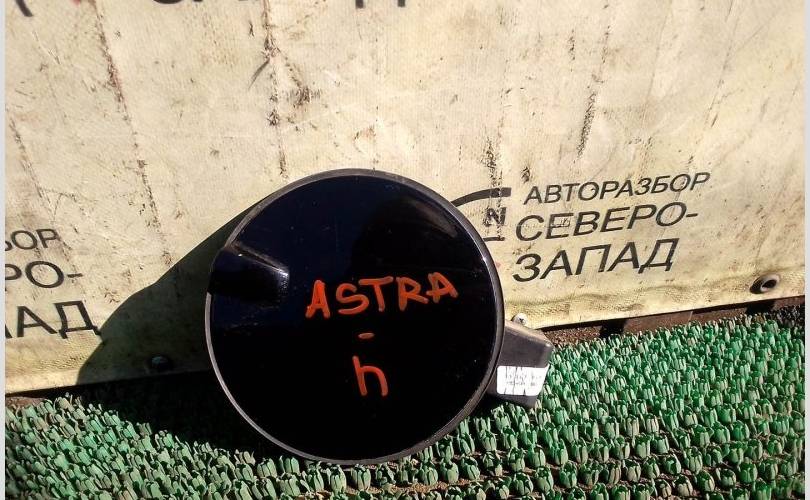 АВТОРАЗБОР
СЕВЕРО-
ЗАПАД
ASTRA
-
h